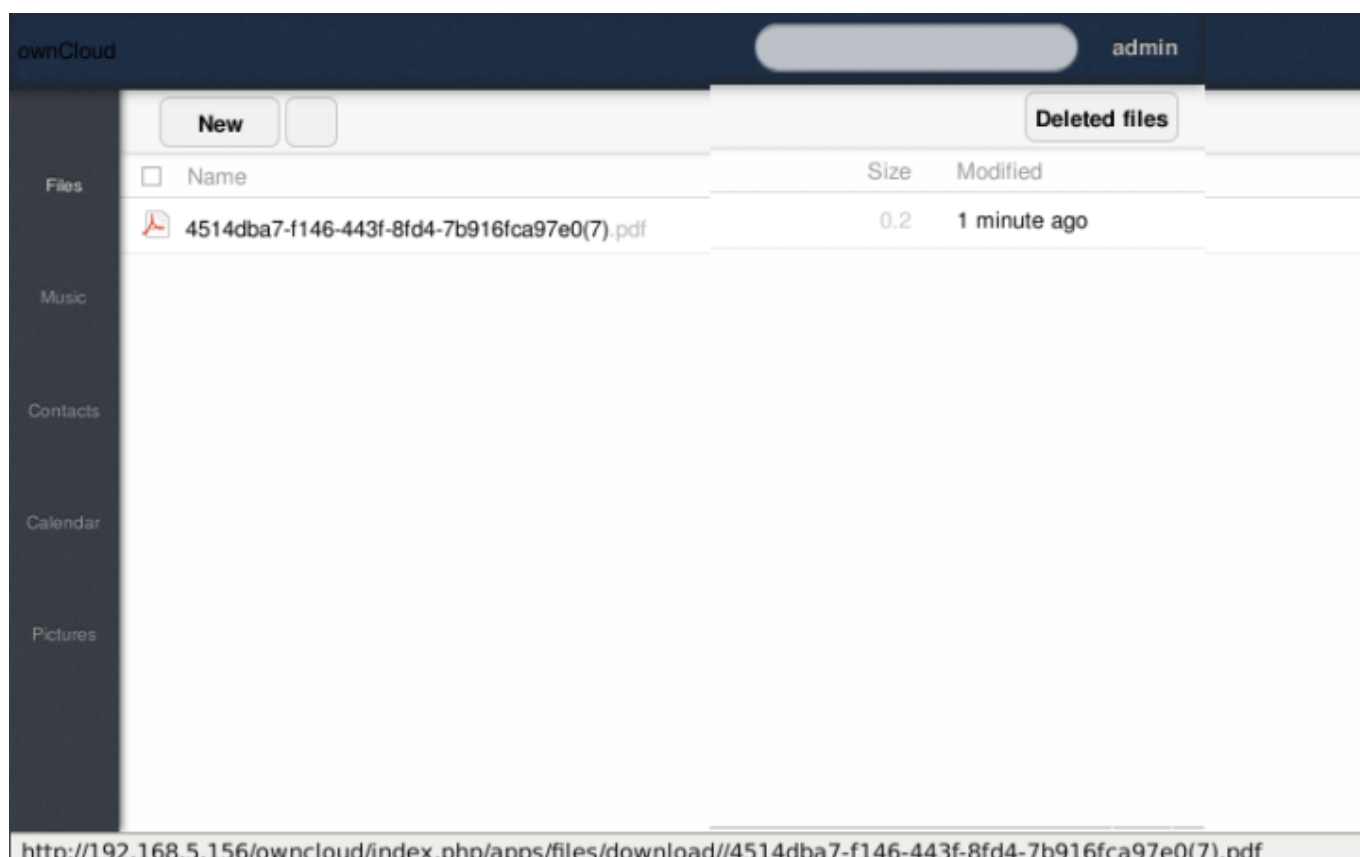 ownCloud admin
New Deleted files
Files Name Size Modified
4514dba7-f146-443f-8fd4-7b916fca97e0(7).pdf 0.2 1 minute ago
Music
Contacts
Calendar
Pictures
http://192.168.5.156/owncloud/index.php/apps/files/download//4514dba7-f146-443f-8fd4-7b916fca97e0(7).pdf